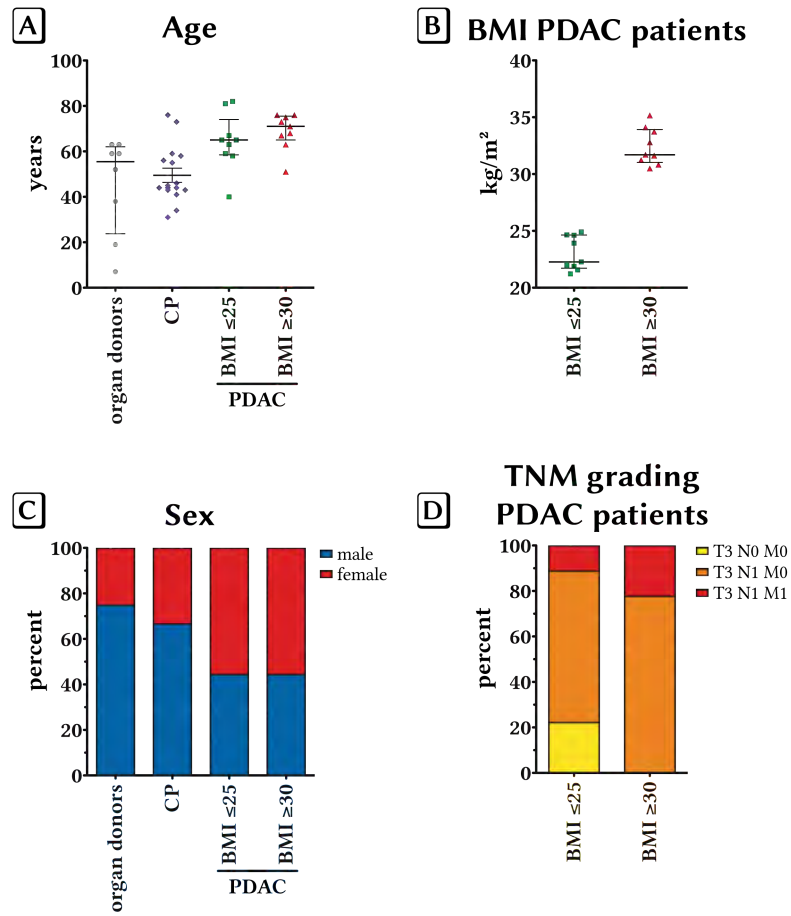 A
Age
100
80
60
40
20
0
years
organ donors
CP
BMI ≤25
BMI ≥30
PDAC
B
BMI PDAC patients
40
35
30
25
20
kg/m²
BMI ≤25
BMI ≥30
C
Sex
100
80
60
40
20
0
percent
male
female
organ donors
CP
BMI ≤25
BMI ≥30
PDAC
D
TNM grading
PDAC patients
100
80
60
40
20
0
percent
T3 N0 M0
T3 N1 M0
T3 N1 M1
BMI ≤25
BMI ≥30